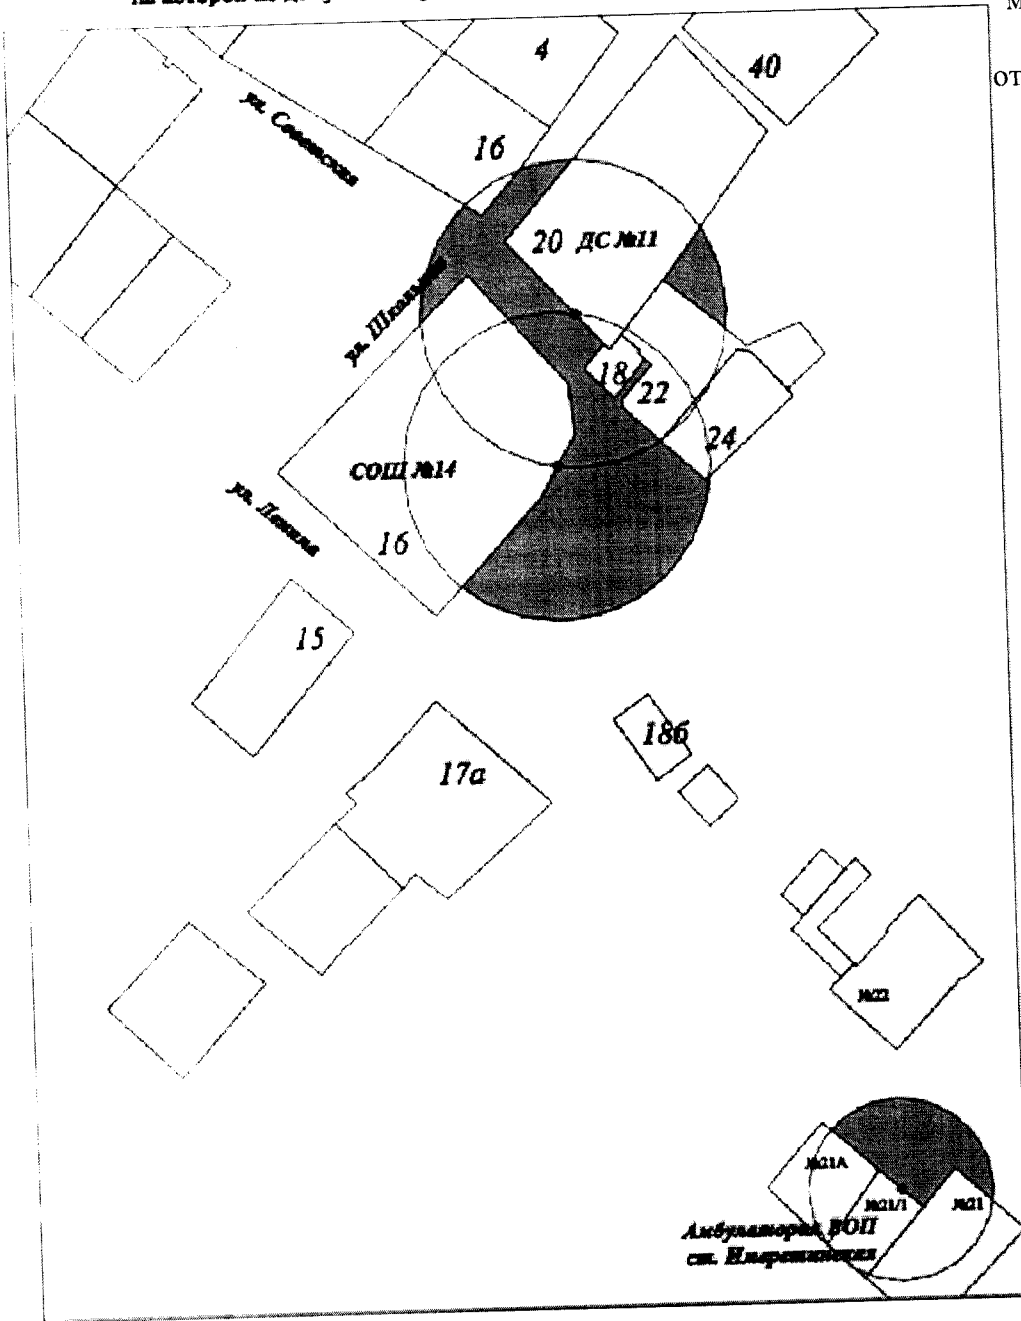 М
от
4
40
ул. Советская
16
20 ДС №11
ул. Школьная
18
22
24
СОШ №14
ул. Ленина
16
15
18б
17а
№22
№21А
№21/1
№21
Амбулатория ВОП
ст. Имеретинская